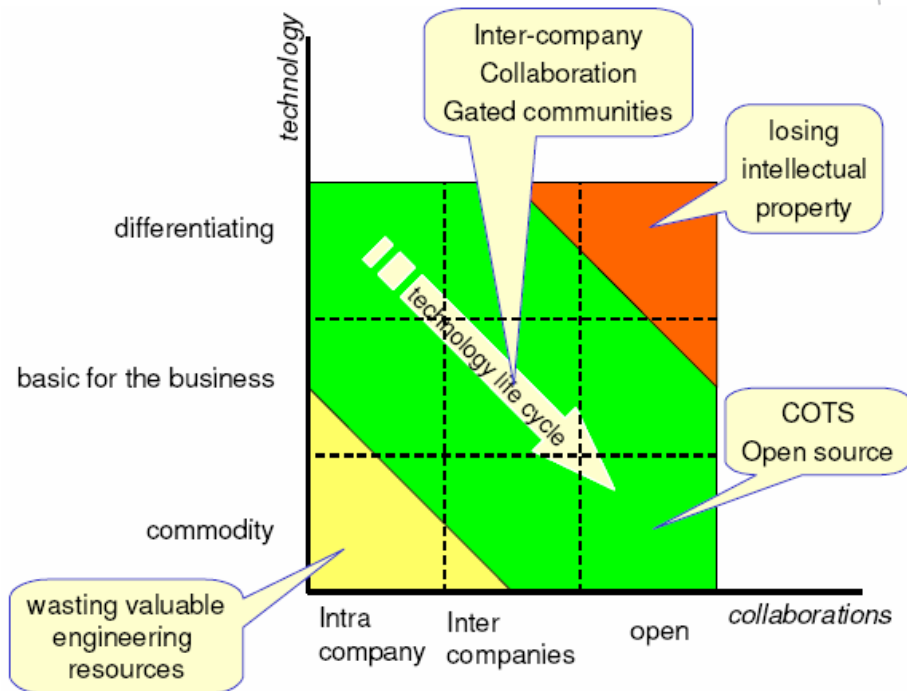 technology
Inter-company
Collaboration
Gated communities
losing
intellectual
property
differentiating
technology life cycle
basic for the business
COTS
Open source
commodity
wasting valuable
engineering
resources
Intra
company
Inter
companies
open
collaborations